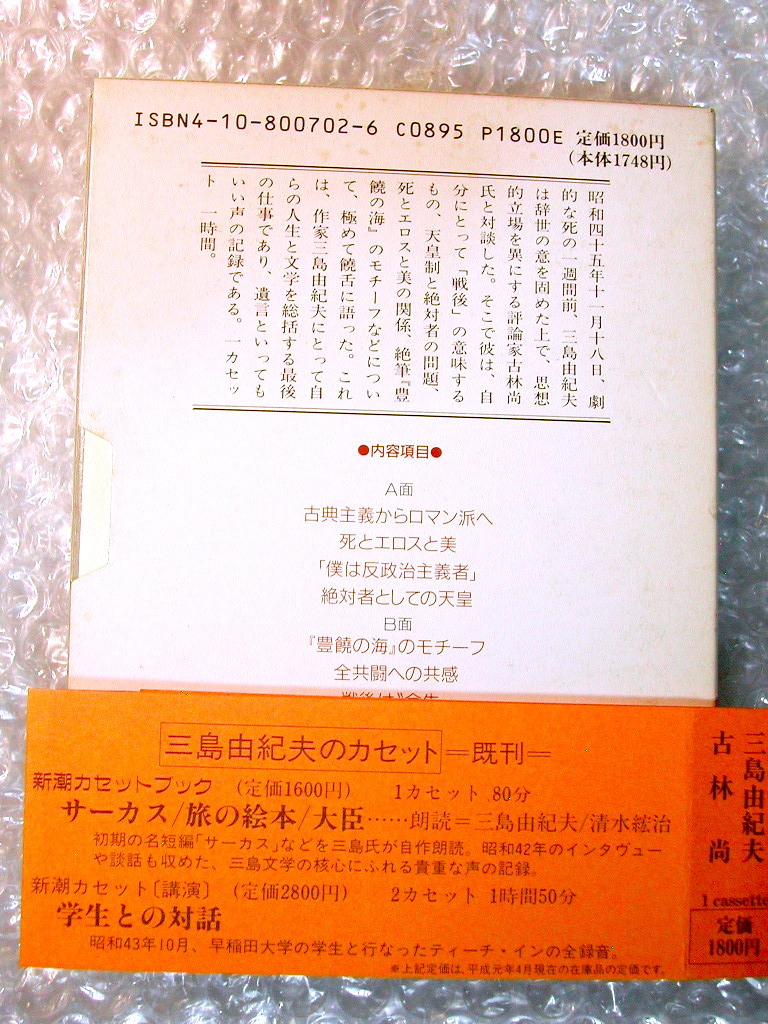 ISBN4-10-800702-6 C0895 P1800E 定価1800円
(本体1748円)
昭和四十五年十一月十八日、劇
的な死の一週間前、三島由紀夫
は辞世の意を固めた上で、思想
的立場を異にする評論家古林尚
氏と対談した。そこで彼は、自
分にとって「戦後」の意味する
もの、天皇制と絶対者の問題、
死とエロスと美の関係、絶筆『豊
饒の海』のモチーフなどについ
て、極めて饒舌に語った。これ
は、作家三島由紀夫にとって自
らの人生と文学を総括する最後
の仕事であり、遺言といっても
いい声の記録である。一カセッ
ト 一時間。
●内容項目●
A面
古典主義からロマン派へ
死とエロスと美
「僕は反政治主義者」
絶対者としての天皇
B面
『豊饒の海』のモチーフ
全共闘への共感
三島由紀夫のカセット=既刊=
新潮カセットブック (定価1600円) 1カセット 80分
サーカス/旅の絵本/大臣……朗読=三島由紀夫/清水紘治
初期の名短編「サーカス」などを三島氏が自作朗読。昭和42年のインタヴュー
や談話も収めた、三島文学の核心にふれる貴重な声の記録。
新潮カセット〔講演〕 (定価2800円) 2カセット 1時間50分
学生との対話
昭和43年10月、早稲田大学の学生と行なったティーチ・インの全録音。
※上記定価は、平成元年4月現在の在庫品の定価です。
三島由紀夫
古林 尚
1 cassette
定価
1800円